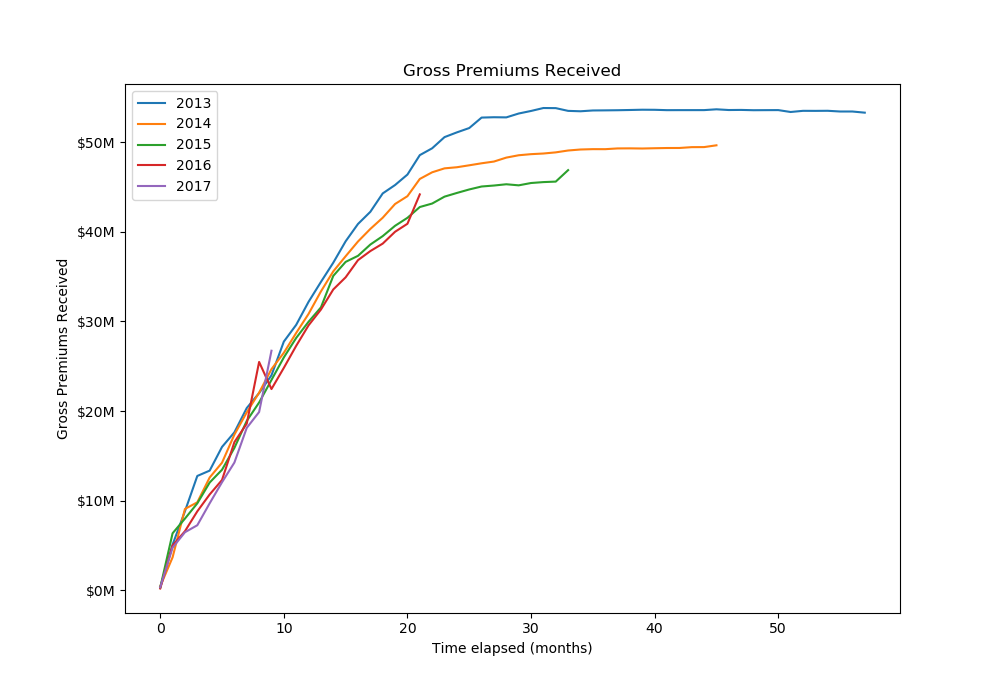 Gross Premiums Received
2013
2014
2015
2016
2017
Gross Premiums Received
$50M
$40M
$30M
$20M
$10M
$0M
0 10 20 30 40 50
Time elapsed (months)